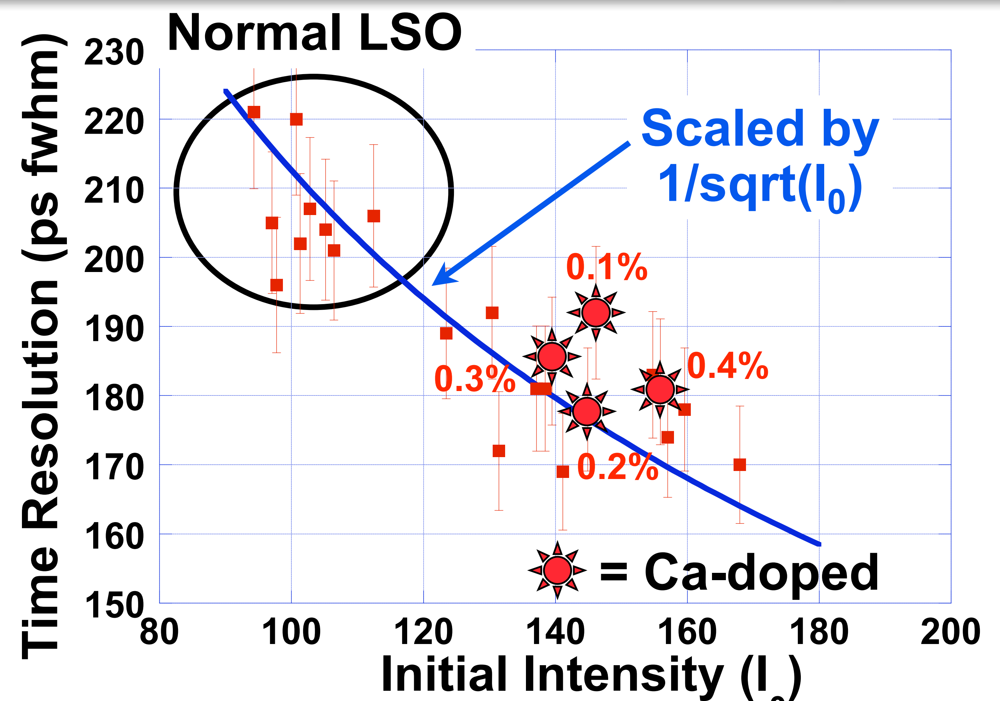 Normal LSO
Time Resolution (ps fwhm)
230
220
210
200
190
180
170
160
150
Scaled by
1/sqrt(I0)
0.1%
0.3%
0.4%
0.2%
= Ca-doped
80 100 120 140 160 180 200
Initial Intensity (I0)